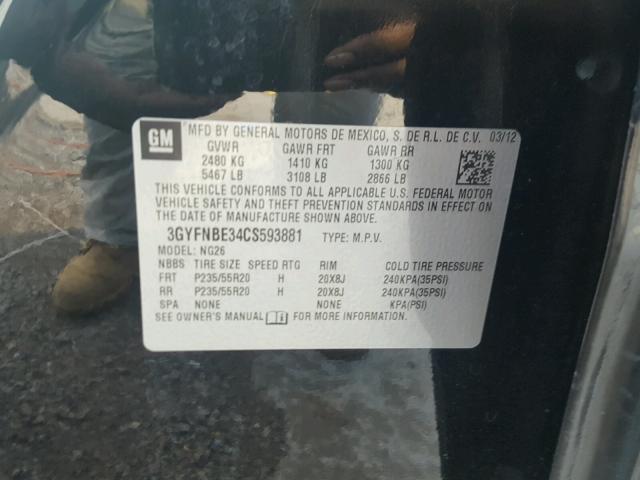 GM
MFD BY GENERAL MOTORS DE MEXICO, S. DE R.L. DE C.V. 03/12
GVWR GAWR FRT GAWR RR
2480 KG 1410 KG 1300 KG
5467 LB 3108 LB 2866 LB
THIS VEHICLE CONFORMS TO ALL APPLICABLE U.S. FEDERAL MOTOR
VEHICLE SAFETY AND THEFT PREVENTION STANDARDS IN EFFECT ON
THE DATE OF MANUFACTURE SHOWN ABOVE.
3GYFNBE34CS593881 TYPE: M.P.V.
MODEL: NG26
NBBS TIRE SIZE SPEED RTG RIM COLD TIRE PRESSURE
FRT P235/55R20 H 20X8J 240KPA(35PSI)
RR P235/55R20 H 20X8J 240KPA(35PSI)
SPA NONE NONE KPA(PSI)
SEE OWNER'S MANUAL FOR MORE INFORMATION.